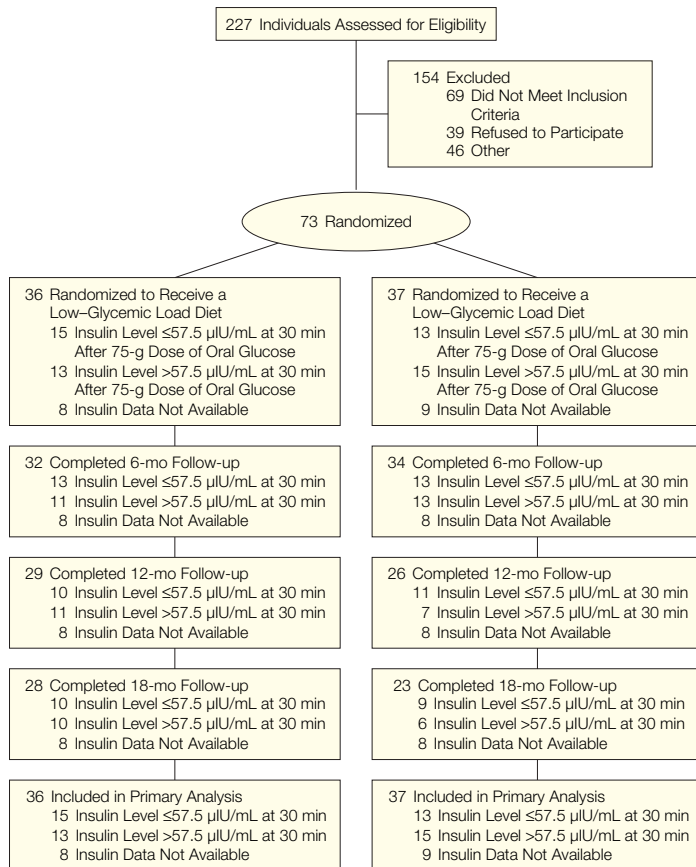 227 Individuals Assessed for Eligibility
154 Excluded
69 Did Not Meet Inclusion
Criteria
39 Refused to Participate
46 Other
73 Randomized
36 Randomized to Receive a
Low–Glycemic Load Diet
15 Insulin Level ≤57.5 µIU/mL at 30 min
After 75-g Dose of Oral Glucose
13 Insulin Level >57.5 µIU/mL at 30 min
After 75-g Dose of Oral Glucose
8 Insulin Data Not Available
32 Completed 6-mo Follow-up
13 Insulin Level ≤57.5 µIU/mL at 30 min
11 Insulin Level >57.5 µIU/mL at 30 min
8 Insulin Data Not Available
29 Completed 12-mo Follow-up
10 Insulin Level ≤57.5 µIU/mL at 30 min
11 Insulin Level >57.5 µIU/mL at 30 min
8 Insulin Data Not Available
28 Completed 18-mo Follow-up
10 Insulin Level ≤57.5 µIU/mL at 30 min
10 Insulin Level >57.5 µIU/mL at 30 min
8 Insulin Data Not Available
36 Included in Primary Analysis
15 Insulin Level ≤57.5 µIU/mL at 30 min
13 Insulin Level >57.5 µIU/mL at 30 min
8 Insulin Data Not Available
37 Randomized to Receive a
Low–Glycemic Load Diet
13 Insulin Level ≤57.5 µIU/mL at 30 min
After 75-g Dose of Oral Glucose
15 Insulin Level >57.5 µIU/mL at 30 min
After 75-g Dose of Oral Glucose
9 Insulin Data Not Available
34 Completed 6-mo Follow-up
13 Insulin Level ≤57.5 µIU/mL at 30 min
13 Insulin Level >57.5 µIU/mL at 30 min
8 Insulin Data Not Available
26 Completed 12-mo Follow-up
11 Insulin Level ≤57.5 µIU/mL at 30 min
7 Insulin Level >57.5 µIU/mL at 30 min
8 Insulin Data Not Available
23 Completed 18-mo Follow-up
9 Insulin Level ≤57.5 µIU/mL at 30 min
6 Insulin Level >57.5 µIU/mL at 30 min
8 Insulin Data Not Available
37 Included in Primary Analysis
13 Insulin Level ≤57.5 µIU/mL at 30 min
15 Insulin Level >57.5 µIU/mL at 30 min
9 Insulin Data Not Available